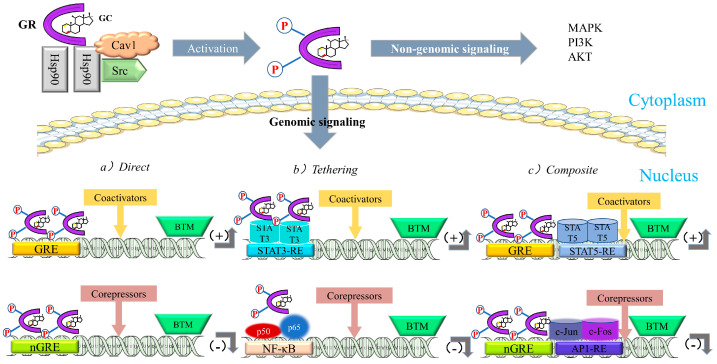 GR
GC
Cav1
Hsp90
Hsp90
Src
Activation
P
P
Non-genomic signaling
MAPK
PI3K
AKT
Cytoplasm
Genomic signaling
Nucleus
a) Direct
b) Tethering
c) Composite
Coactivators
Coactivators
Coactivators
P
P
P
P
GRE
BTM
(+)
P
P
P
P
STA
T3
STA
T3
STAT3-RE
BTM
(+)
P
P
P
P
GRE
STA
T5
STA
T5
STAT5-RE
BTM
(+)
Corepressors
Corepressors
Corepressors
P
P
P
P
nGRE
BTM
(-)
P
P
p50
p65
NF-κB
BTM
(-)
P
P
P
P
nGRE
c-Jun
c-Fos
AP1-RE
BTM
(-)